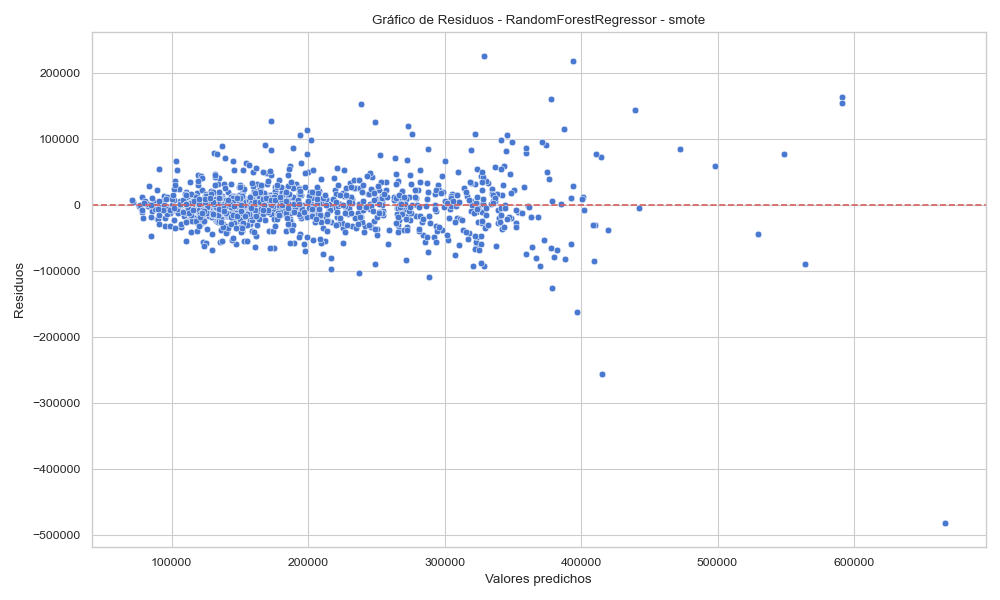 Gráfico de Residuos - RandomForestRegressor - smote
200000
100000
0
−100000
−200000
−300000
−400000
−500000
Residuos
100000 200000 300000 400000 500000 600000
Valores predichos